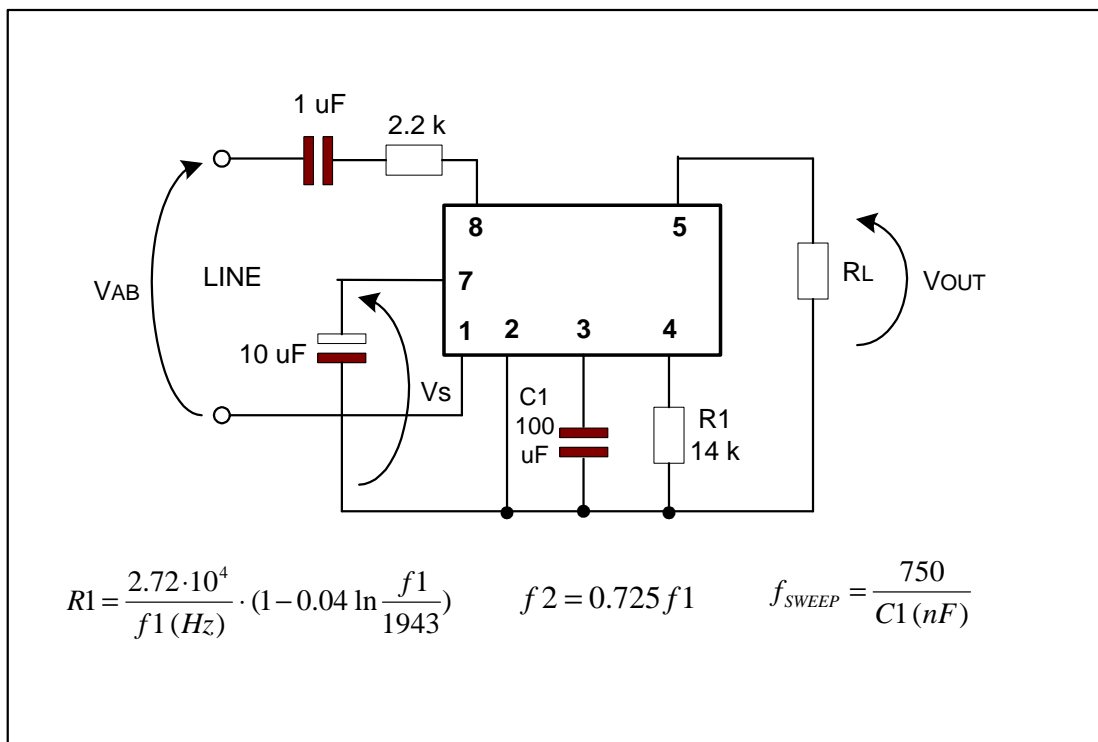 1 uF
2.2 k
8
5
VAB
LINE
7
RL
VOUT
1
2
3
4
10 uF
Vs
C1
100
uF
R1
14 k
R1 = 2.72·10⁴ / f1 (Hz) · (1 − 0.04 ln f1 / 1943)
f2 = 0.725 f1
fSWEEP = 750 / C1 (nF)